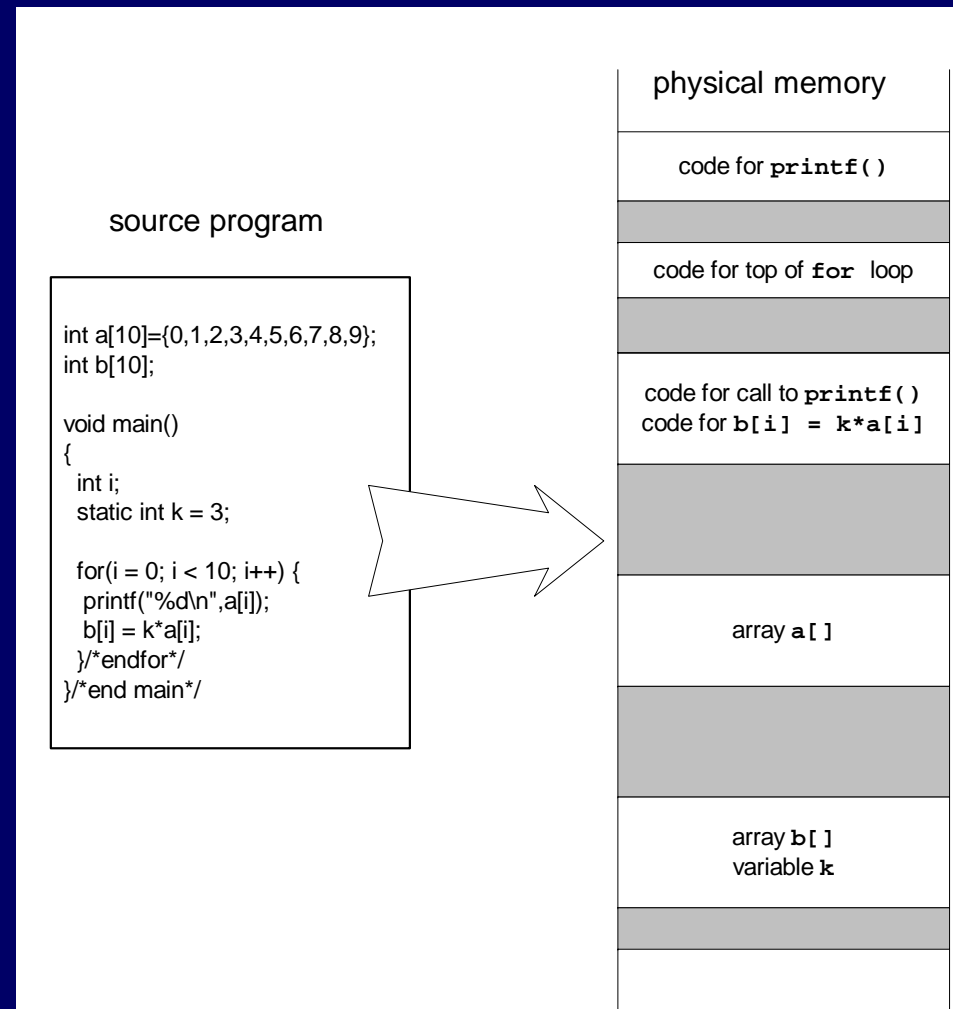 physical memory
code for printf()
source program
code for top of for loop
int a[10]={0,1,2,3,4,5,6,7,8,9};
int b[10];
void main()
{
int i;
static int k = 3;
for(i = 0; i < 10; i++) {
printf("%d\n",a[i]);
b[i] = k*a[i];
}/*endfor*/
}/*end main*/
code for call to printf()
code for b[i] = k*a[i]
array a[]
array b[]
variable k